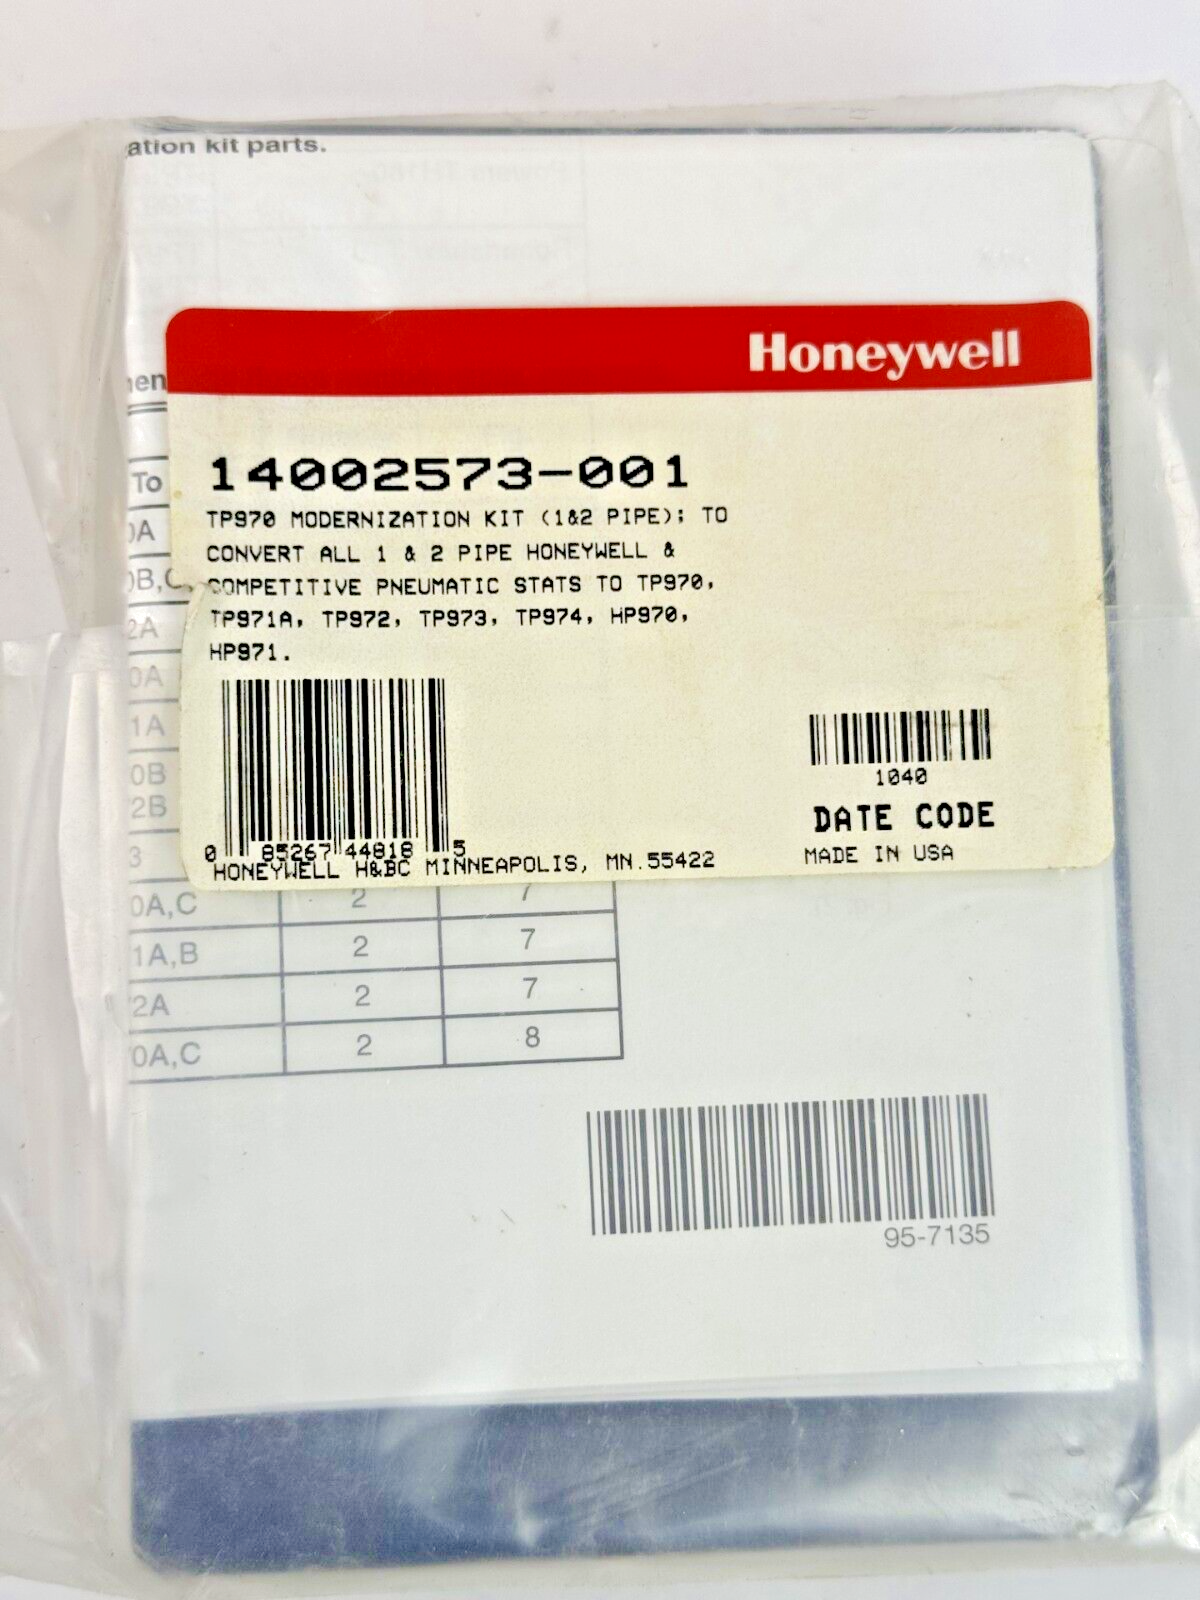 ation kit parts.
Honeywell
14002573-001
TP970 MODERNIZATION KIT (1&2 PIPE); TO
CONVERT ALL 1 & 2 PIPE HONEYWELL &
COMPETITIVE PNEUMATIC STATS TO TP970,
TP971A, TP972, TP973, TP974, HP970,
HP971.
0 85267 44818 5
HONEYWELL H&BC MINNEAPOLIS, MN.55422
1040
DATE CODE
MADE IN USA
men
To
0A
0B,C
2A
0A
1A
0B
2B
3
0A,C 2 7
1A,B 2 7
2A 2 7
0A,C 2 8
95-7135